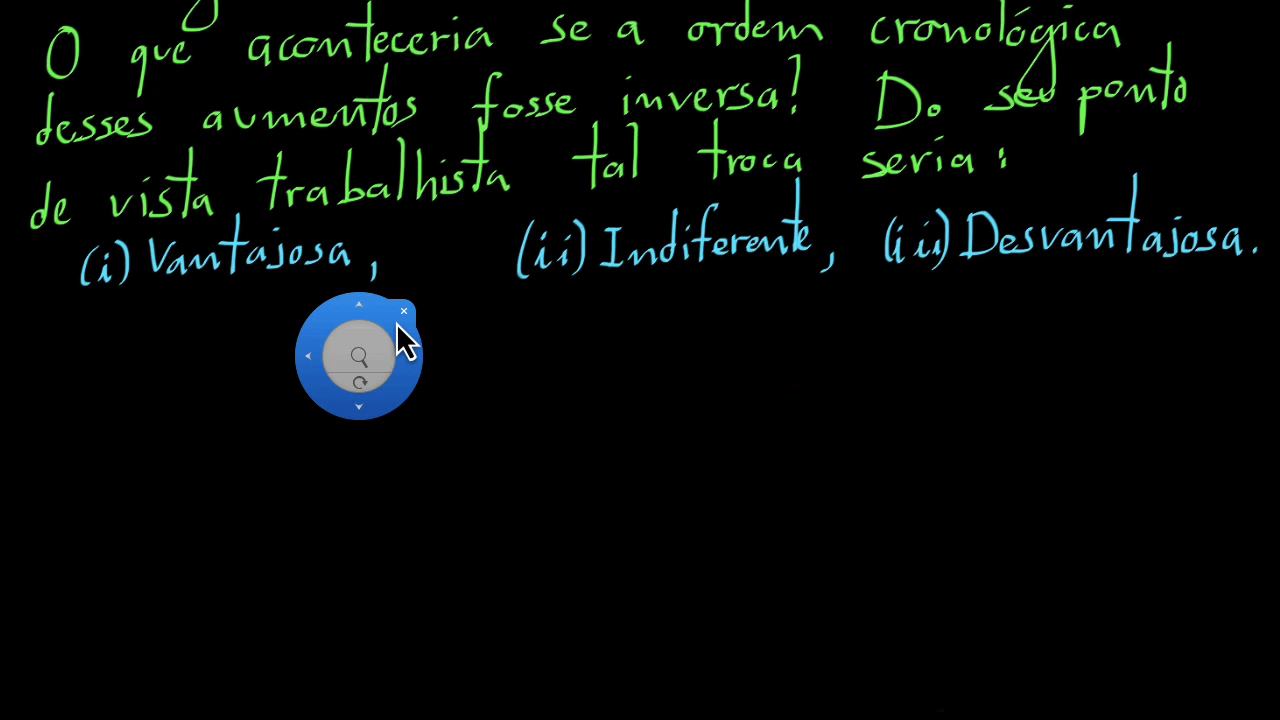 O que aconteceria se a ordem cronológica
desses aumentos fosse inversa? Do seu ponto
de vista trabalhista tal troca seria:
(i) Vantajosa, (ii) Indiferente, (iii) Desvantajosa.